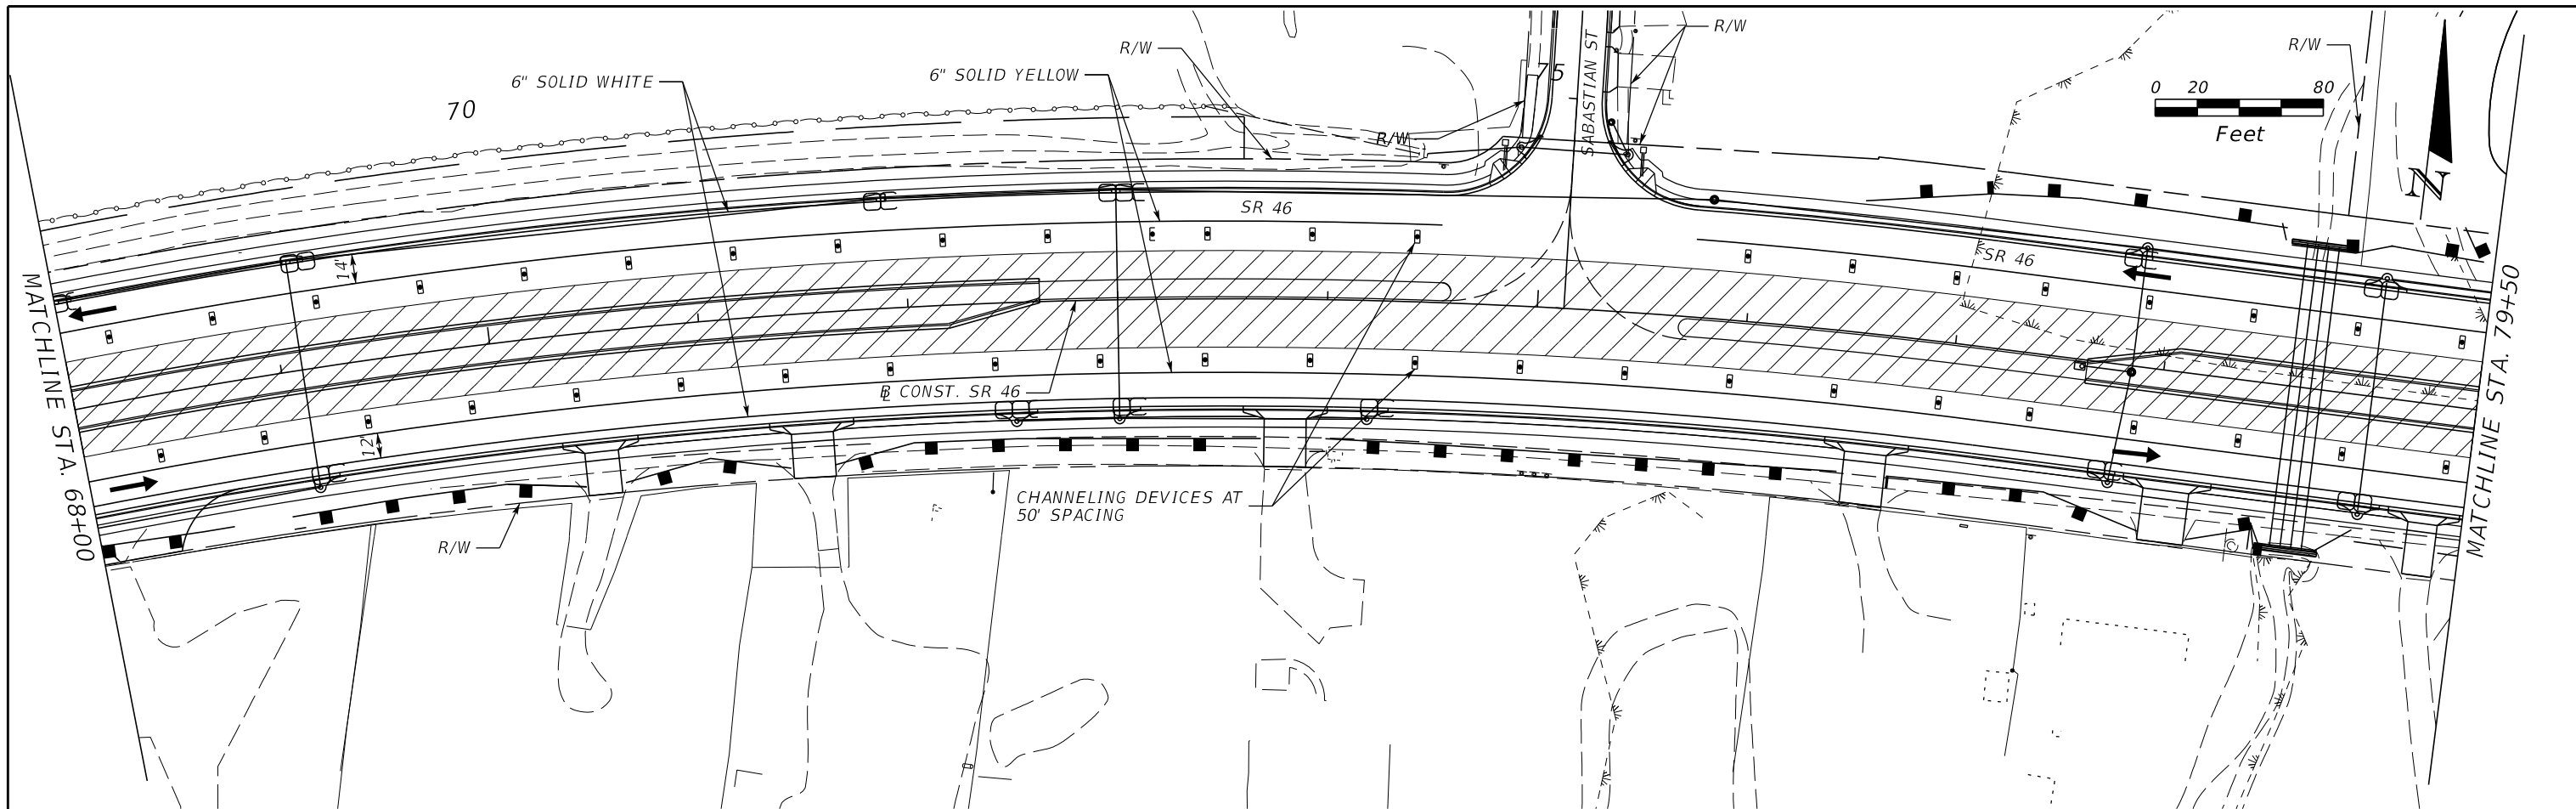 R/W
R/W
R/W
6" SOLID WHITE
6" SOLID YELLOW
75
0 20 80
Feet
70
SABASTIAN ST
R/W
N
SR 46
SR 46
14'
MATCHLINE STA. 68+00
MATCHLINE STA. 79+50
BL CONST. SR 46
12'
CHANNELING DEVICES AT
50' SPACING
R/W